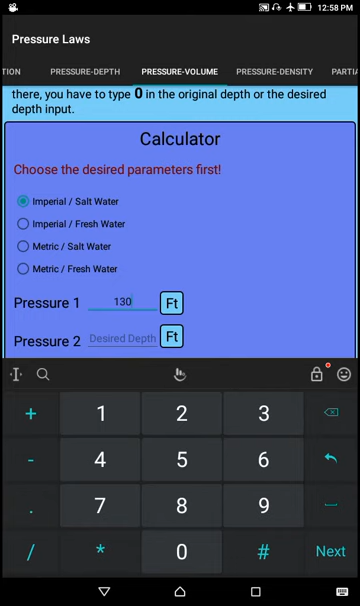 12:58 PM
Pressure Laws
TION PRESSURE-DEPTH PRESSURE-VOLUME PRESSURE-DENSITY PARTIA
there, you have to type 0 in the original depth or the desired
depth input.
Calculator
Choose the desired parameters first!
Imperial / Salt Water
Imperial / Fresh Water
Metric / Salt Water
Metric / Fresh Water
Pressure 1 130 Ft
Pressure 2 Desired Depth Ft
+ 1 2 3
- 4 5 6
. 7 8 9
/ * 0 # Next